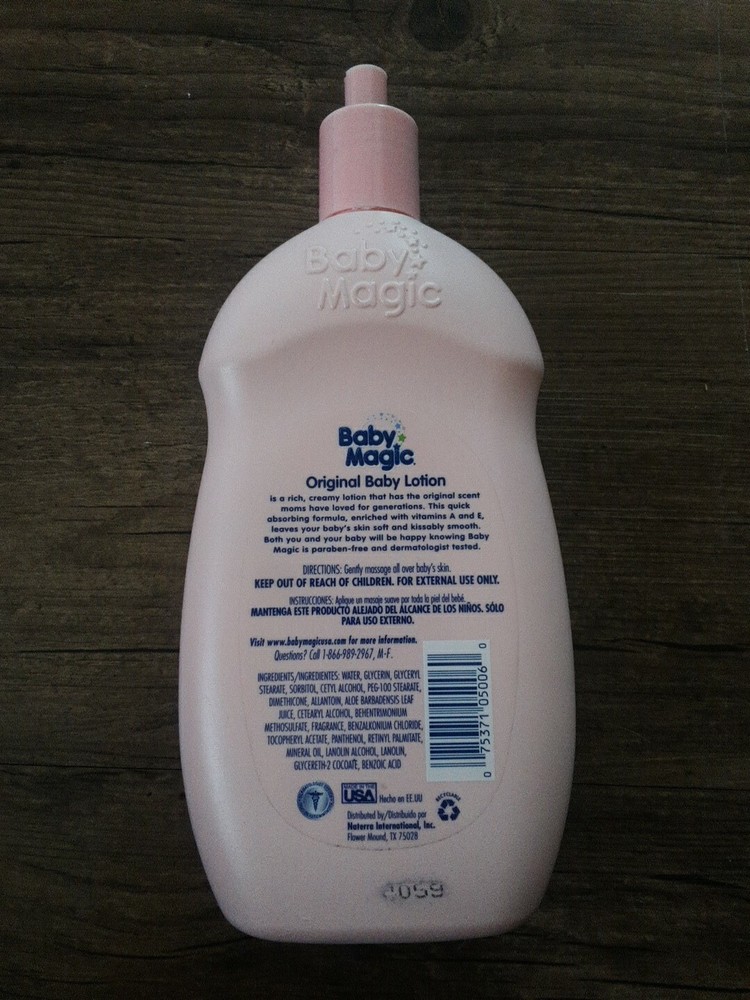 Baby
Magic
Baby
Magic
Original Baby Lotion
is a rich, creamy lotion that has the original scent
moms have loved for generations. This quick
absorbing formula, enriched with vitamins A and E,
leaves your baby's skin soft and kissably smooth.
Both you and your baby will be happy knowing Baby
Magic is paraben-free and dermatologist tested.
DIRECTIONS: Gently massage all over baby's skin.
KEEP OUT OF REACH OF CHILDREN. FOR EXTERNAL USE ONLY.
INSTRUCCIONES: Aplique un masaje suave por toda la piel del bebé.
MANTENGA ESTE PRODUCTO ALEJADO DEL ALCANCE DE LOS NIÑOS. SÓLO
PARA USO EXTERNO.
Visit www.babymagicusa.com for more information.
Questions? Call 1-866-989-2967, M-F.
INGREDIENTS/INGREDIENTES: WATER, GLYCERIN, GLYCERYL
STEARATE, SORBITOL, CETYL ALCOHOL, PEG-100 STEARATE,
DIMETHICONE, ALLANTOIN, ALOE BARBADENSIS LEAF
JUICE, CETEARYL ALCOHOL, BEHENTRIMONIUM
METHOSULFATE, FRAGRANCE, BENZALKONIUM CHLORIDE,
TOCOPHERYL ACETATE, PANTHENOL, RETINYL PALMITATE,
MINERAL OIL, LANOLIN ALCOHOL, LANOLIN,
GLYCERETH-2 COCOATE, BENZOIC ACID
0 75371 05006 0
MADE IN THE
USA
Hecho en EE.UU
RECYCLABLE
Distributed by/Distribuido por
Naterra International, Inc.
Flower Mound, TX 75028
4059